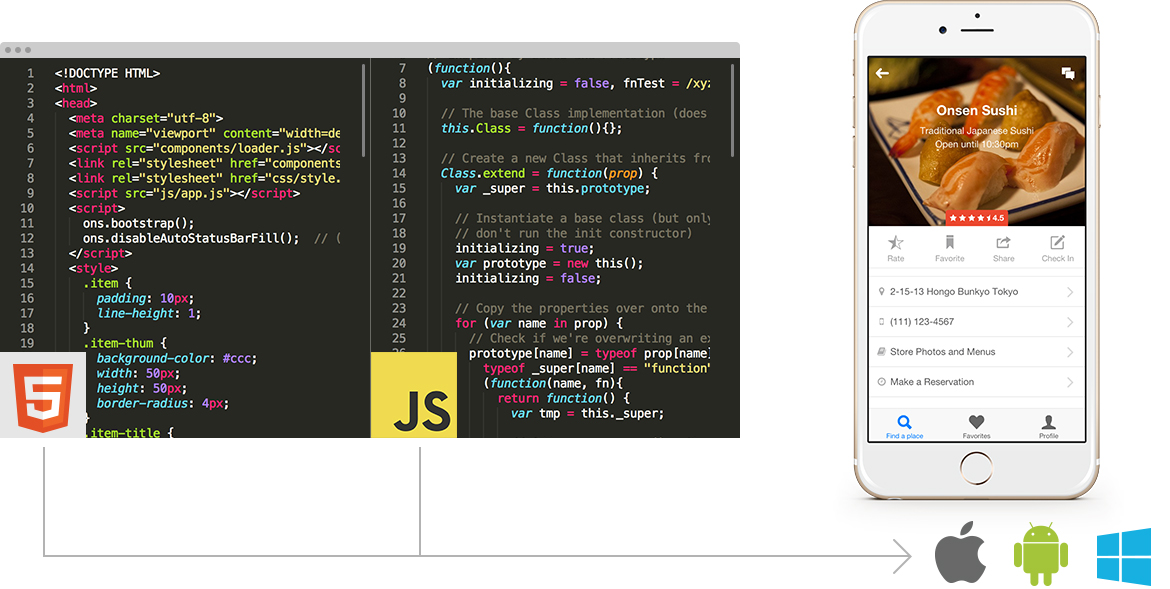 1 <!DOCTYPE HTML>
2 <html>
3 <head>
4 <meta charset="utf-8">
5 <meta name="viewport" content="width=de
6 <script src="components/loader.js"></sc
7 <link rel="stylesheet" href="components
8 <link rel="stylesheet" href="css/style.
9 <script src="js/app.js"></script>
10 <script>
11 ons.bootstrap();
12 ons.disableAutoStatusBarFill(); // (
13 </script>
14 <style>
15 .item {
16 padding: 10px;
17 line-height: 1;
18 }
19 .item-thum {
background-color: #ccc;
width: 50px;
height: 50px;
border-radius: 4px;
}
.item-title {
5
7 (function(){
8 var initializing = false, fnTest = /xyz
9
10 // The base Class implementation (does
11 this.Class = function(){};
12
13 // Create a new Class that inherits fro
14 Class.extend = function(prop) {
15 var _super = this.prototype;
16
17 // Instantiate a base class (but only
18 // don't run the init constructor)
19 initializing = true;
20 var prototype = new this();
21 initializing = false;
22
23 // Copy the properties over onto the
24 for (var name in prop) {
25 // Check if we're overwriting an ex
prototype[name] = typeof prop[name]
typeof _super[name] == "function"
(function(name, fn){
return function() {
var tmp = this._super;
JS
Onsen Sushi
Traditional Japanese Sushi
Open until 10:30pm
4.5
Rate Favorite Share Check In
2-15-13 Hongo Bunkyo Tokyo
(111) 123-4567
Store Photos and Menus
Make a Reservation
Find a place Favorites Profile